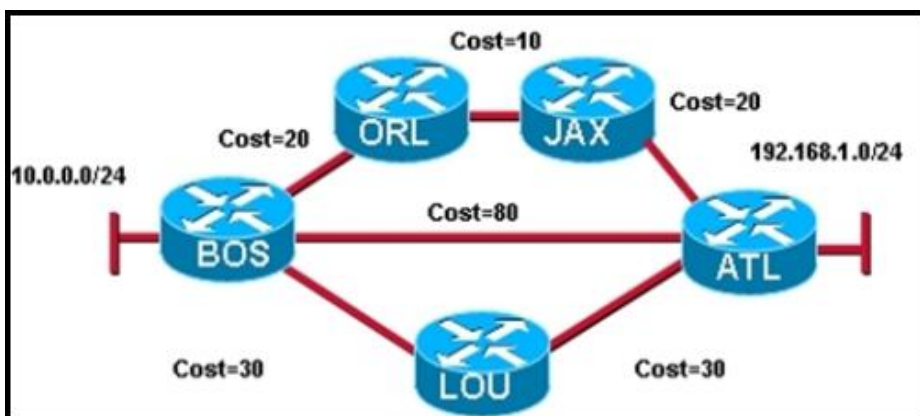 Cost=10
ORL
JAX
Cost=20
Cost=20
192.168.1.0/24
10.0.0.0/24
Cost=80
BOS
ATL
Cost=30
LOU
Cost=30